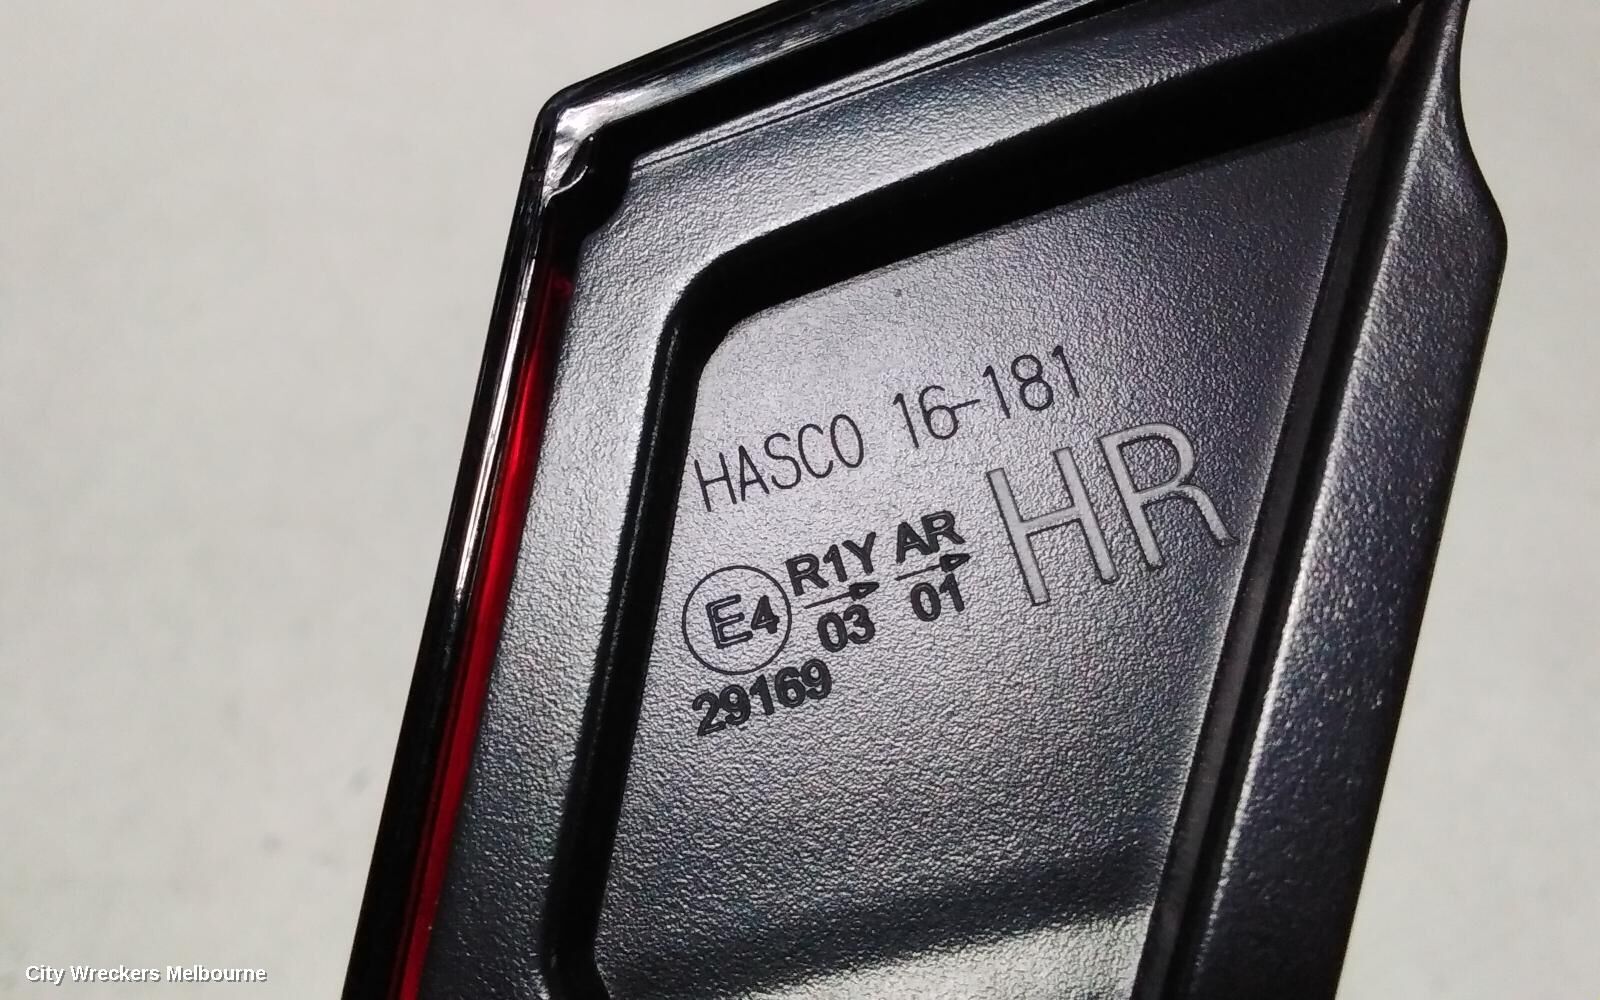 HASCO 16-181
HR
E4 R1Y AR
03 01
29169
City Wreckers Melbourne